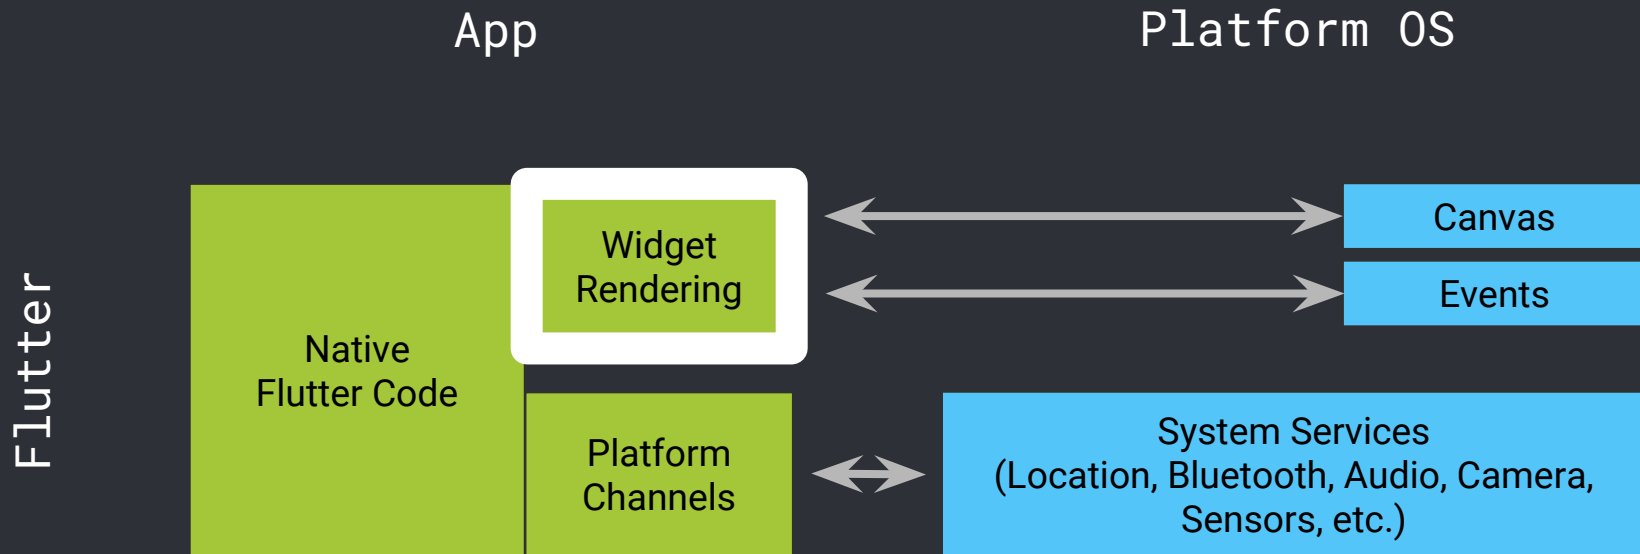 App
Platform OS
Flutter
Native
Flutter Code
Widget
Rendering
Platform
Channels
Canvas
Events
System Services
(Location, Bluetooth, Audio, Camera,
Sensors, etc.)